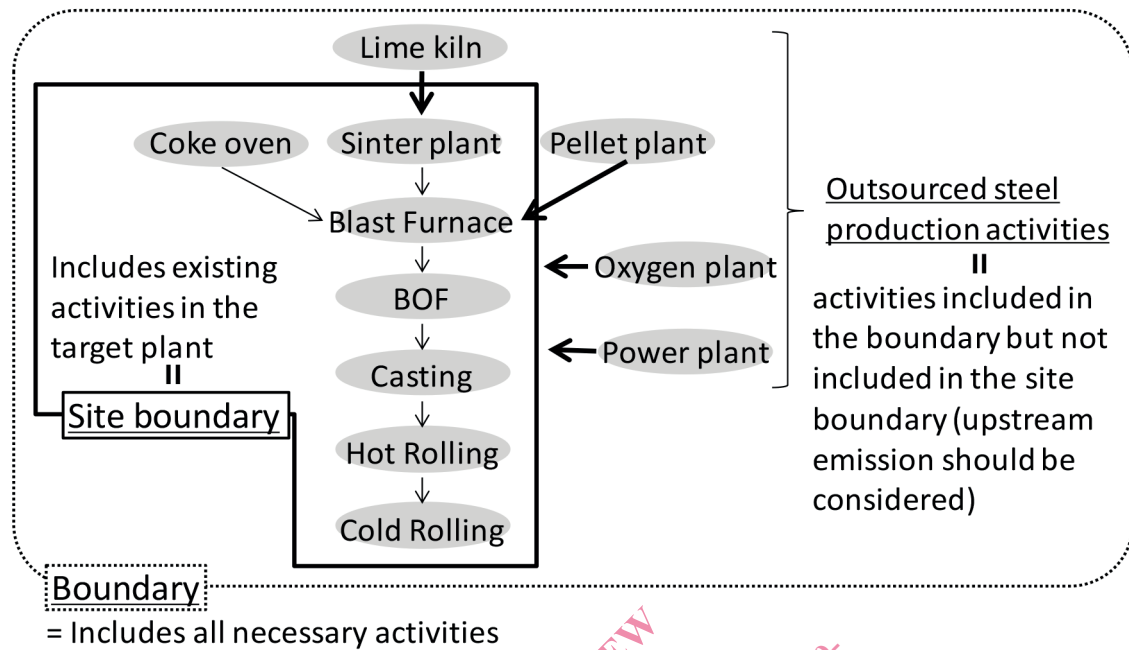 Lime kiln
Coke oven
Sinter plant
Pellet plant
Blast Furnace
Oxygen plant
BOF
Power plant
Casting
Hot Rolling
Cold Rolling
Includes existing
activities in the
target plant
=
Site boundary
Outsourced steel
production activities
=
activities included in
the boundary but not
included in the site
boundary (upstream
emission should be
considered)
Boundary
= Includes all necessary activities